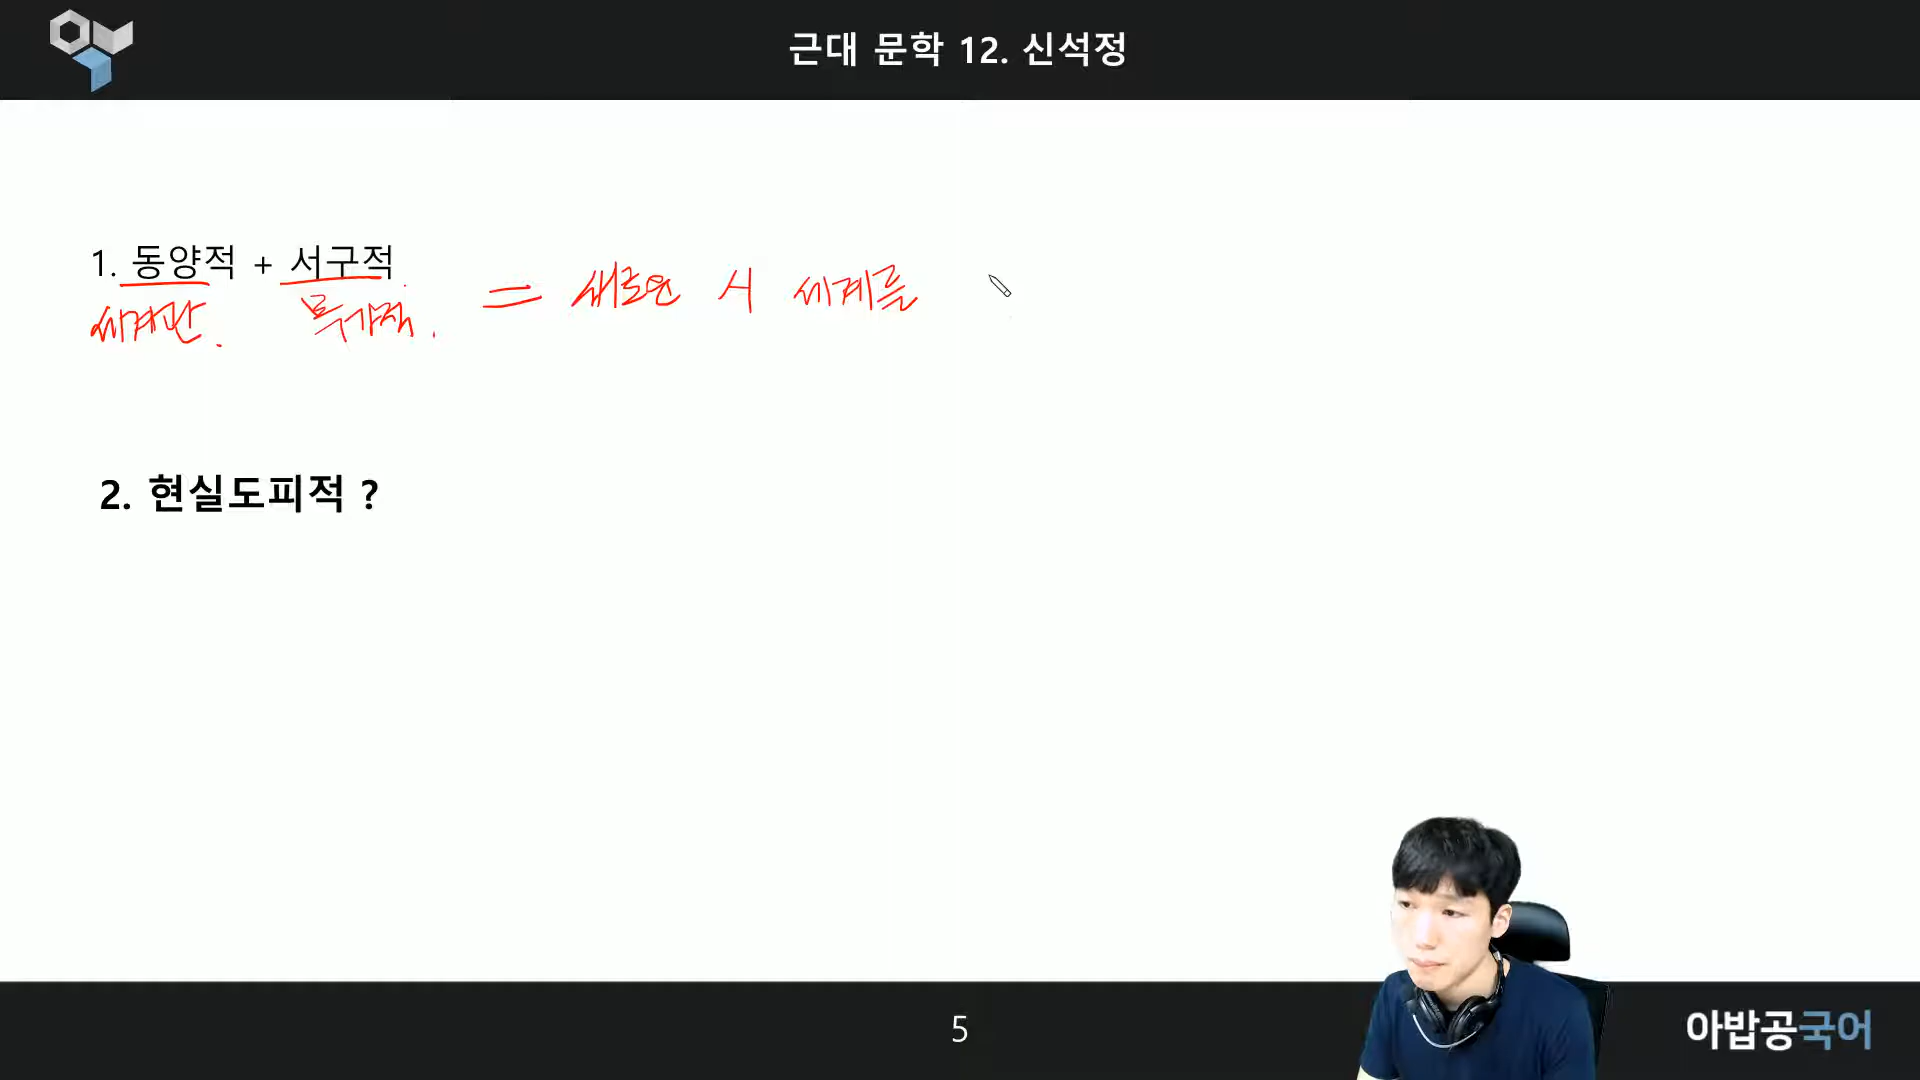 근대 문학 12. 신석정
1. 동양적 + 서구적
세계관. 목가적. = 새로운 시 세계를
2. 현실도피적 ?
5
아밥공국어